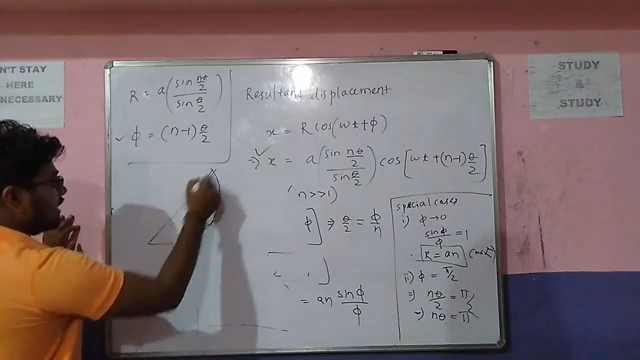 N'T STAY
HERE
NECESSARY
STUDY
&
STUDY
R = a (sin nθ/2 / sin θ/2)
✓ φ = (n-1) θ/2
Resultant displacement
x = R cos(ωt+φ)
⇒ x = a (sin nθ/2 / sin θ/2) cos[ωt+(n-1)θ/2]
(n>>1)
φ] ⇒ θ/2 = φ/n
= an sinφ/φ
special cases
i) φ→0
sinφ/φ = 1
R = an
ii) φ = π/2
⇒ nθ/2 = π/2
⇒ nθ = π